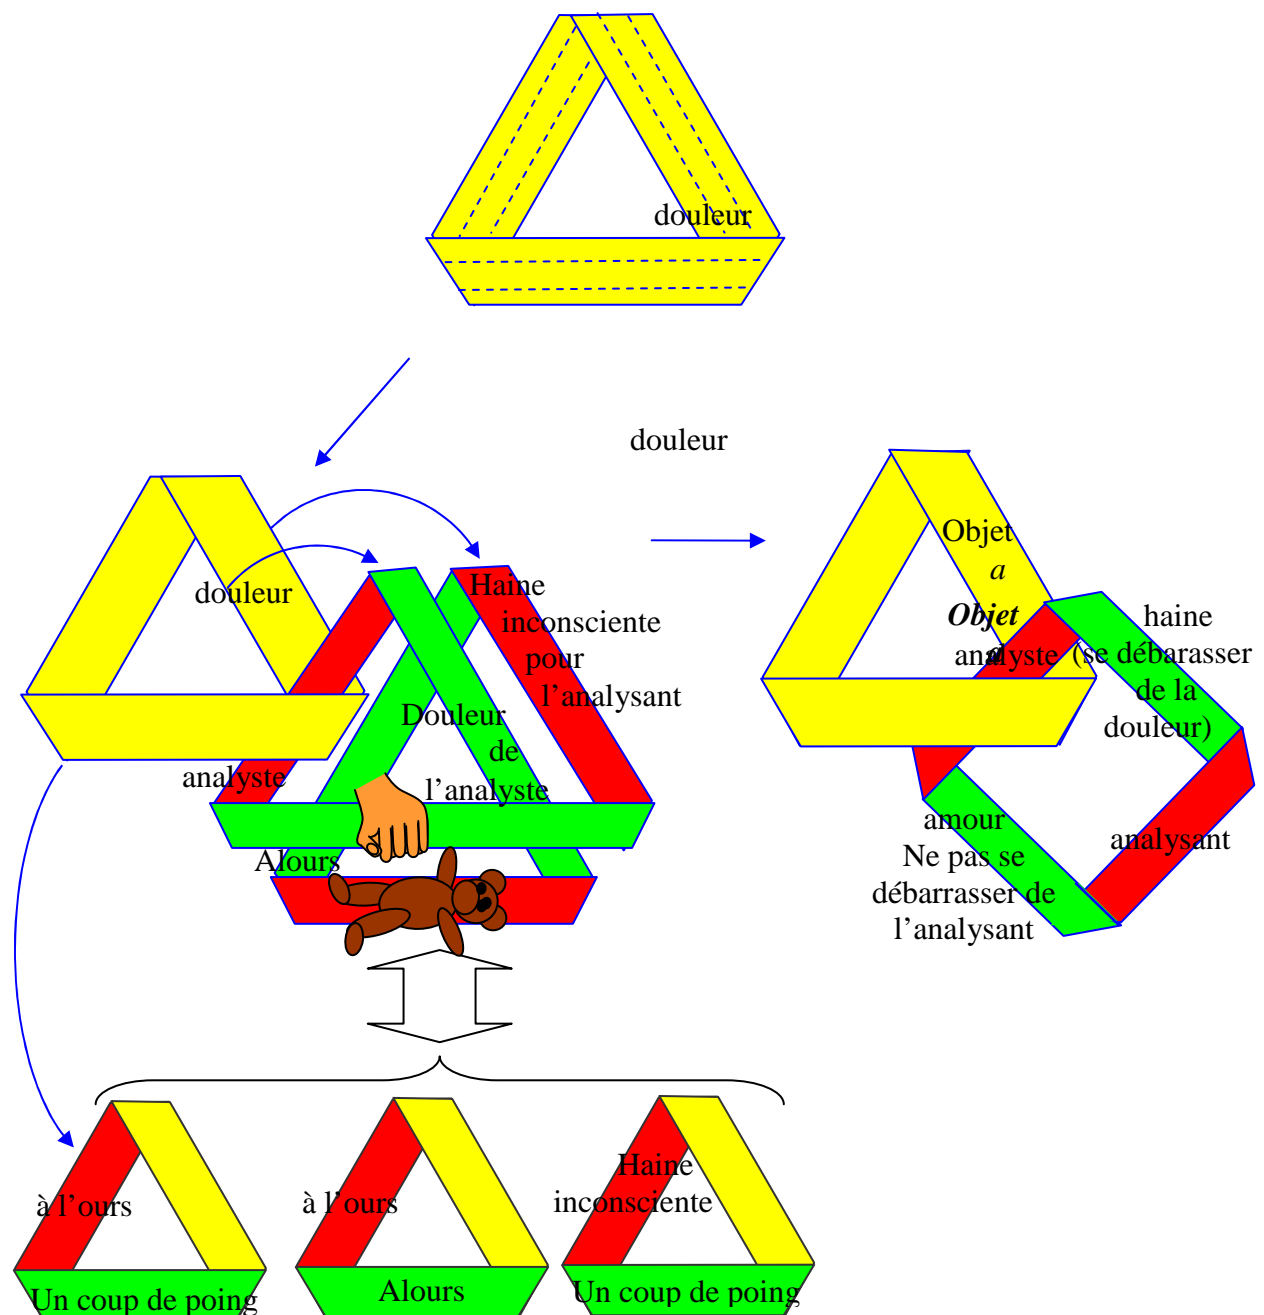 douleur
douleur
douleur
Haine
inconsciente
pour
l’analysant
Douleur
de
l’analyste
analyste
Alours
Objet
a
Objet
a
analyste
haine
(se débarasser
de la
douleur)
amour
Ne pas se
débarrasser de
l’analysant
analysant
à l’ours
Un coup de poing
à l’ours
Alours
Haine
inconsciente
Un coup de poing